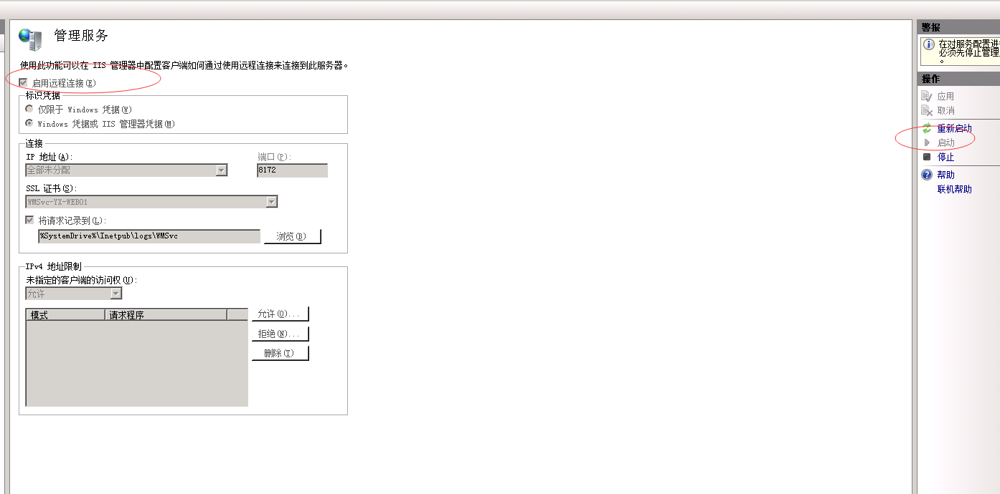 管理服务
使用此功能可以在 IIS 管理器中配置客户端如何通过使用远程连接来连接到此服务器。
启用远程连接(E)
标识凭据
仅限于 Windows 凭据(W)
Windows 凭据或 IIS 管理器凭据(M)
连接
IP 地址(A):
端口(P):
全部未分配
8172
SSL 证书(S):
WMSvc-YX-WEB01
将请求记录到(L):
%SystemDrive%\Inetpub\logs\WMSvc
浏览(B)
IPv4 地址限制
未指定的客户端的访问权(U):
允许
模式
请求程序
允许(O)...
拒绝(N)...
删除(T)
警报
在对服务配置进
必须先停止管理
。
操作
应用
取消
重新启动
启动
停止
帮助
联机帮助